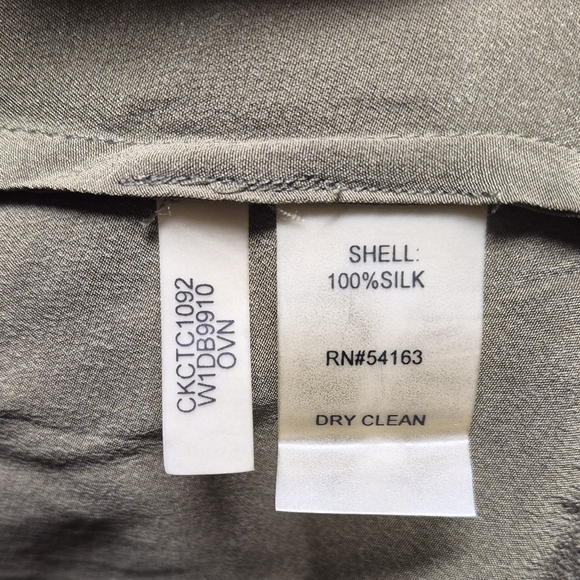 CKCTC1092
W1DB9910
OVN
SHELL:
100%SILK
RN#54163
DRY CLEAN